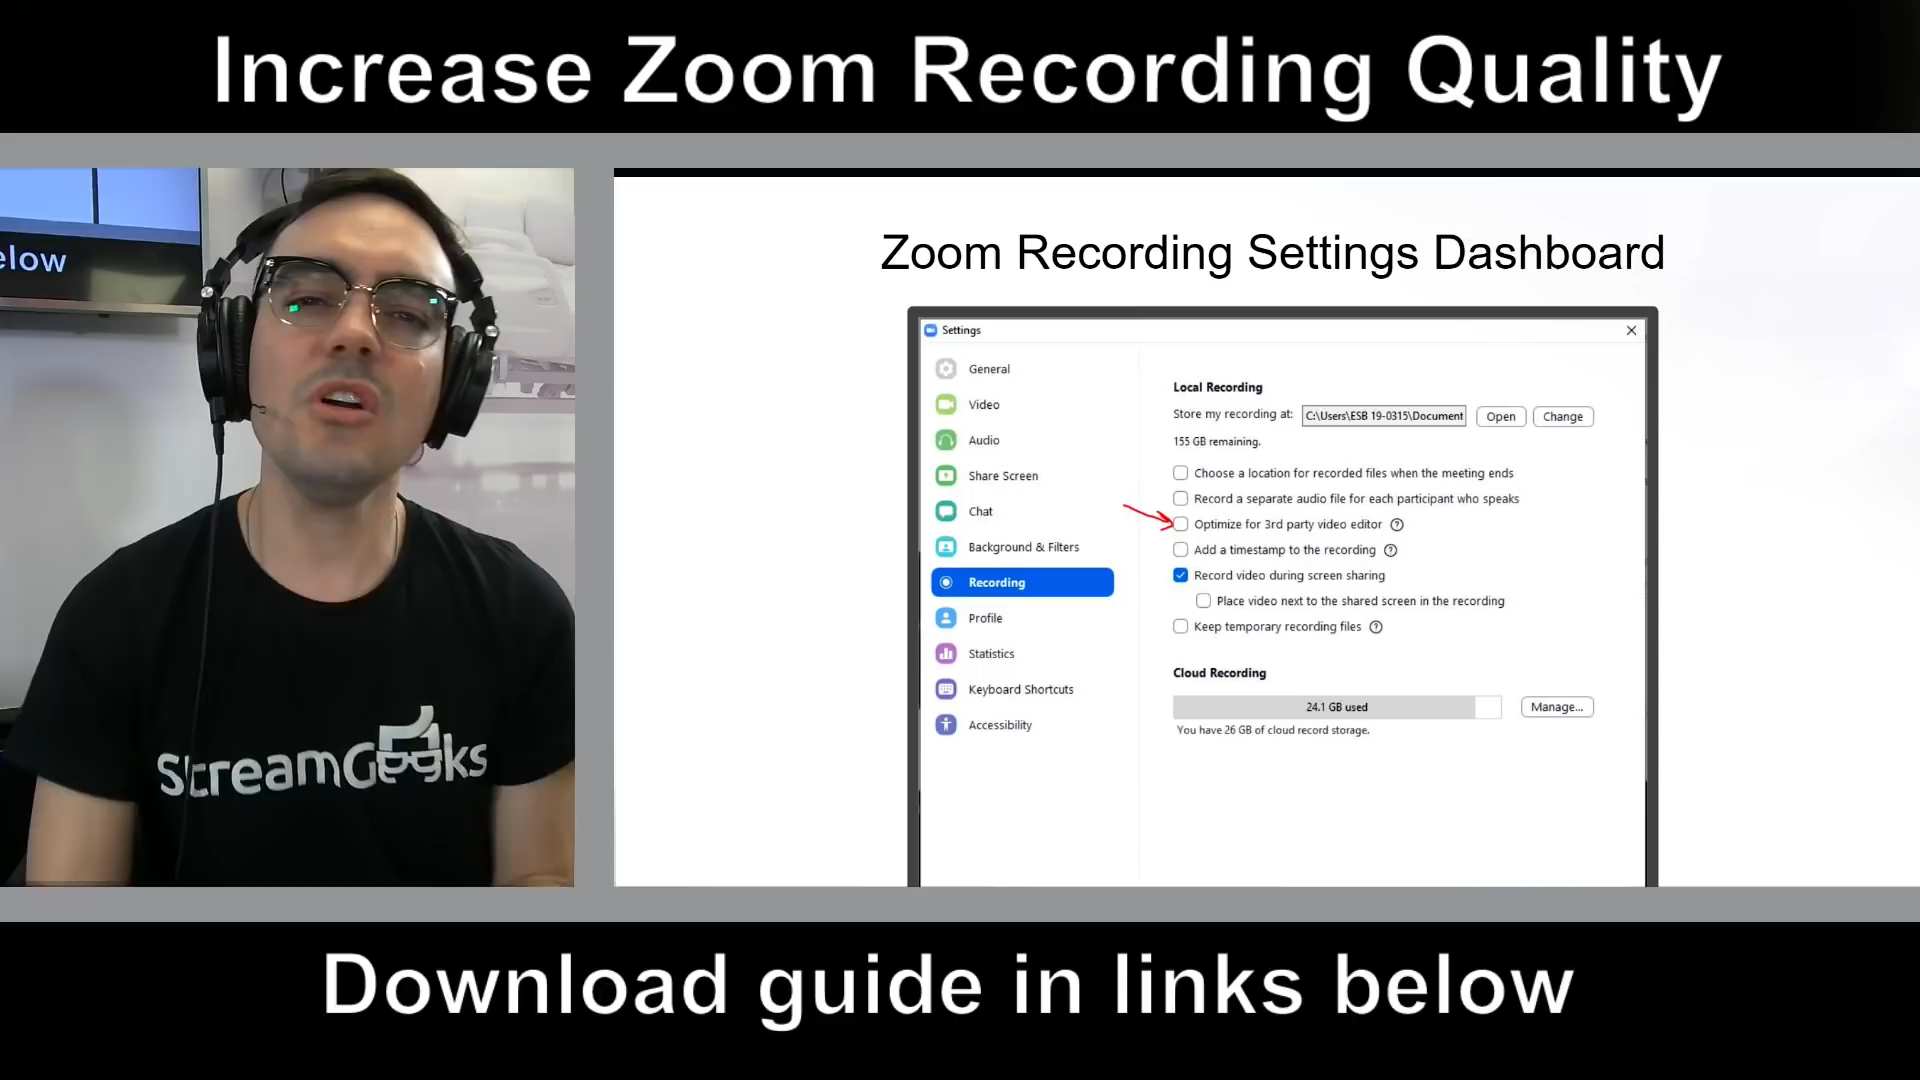 Increase Zoom Recording Quality
elow
StreamGeeks
Zoom Recording Settings Dashboard
Settings
General
Video
Audio
Share Screen
Chat
Background & Filters
Recording
Profile
Statistics
Keyboard Shortcuts
Accessibility
Local Recording
Store my recording at: C:\Users\ESB 19-0315\Document Open Change
155 GB remaining.
Choose a location for recorded files when the meeting ends
Record a separate audio file for each participant who speaks
Optimize for 3rd party video editor ?
Add a timestamp to the recording ?
Record video during screen sharing
Place video next to the shared screen in the recording
Keep temporary recording files ?
Cloud Recording
24.1 GB used Manage...
You have 26 GB of cloud record storage.
Download guide in links below